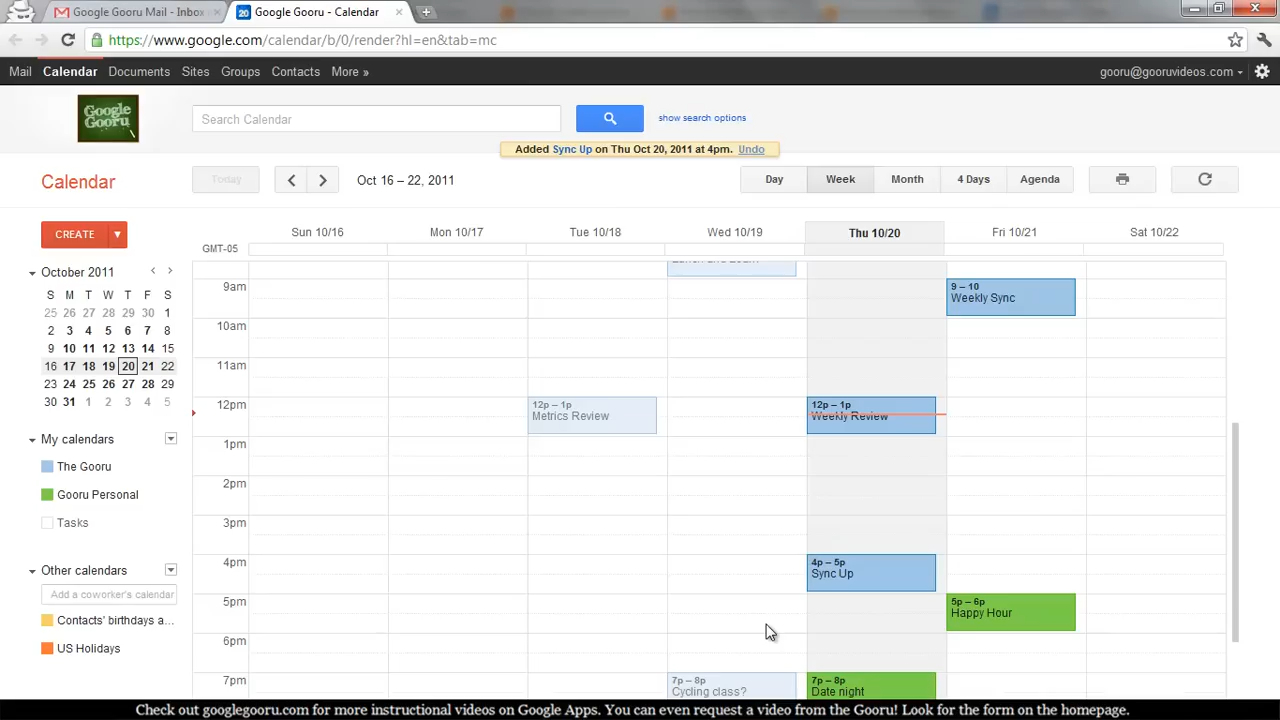 Google Gooru Mail - Inbox
Google Gooru - Calendar
https://www.google.com/calendar/b/0/render?hl=en&tab=mc
Mail Calendar Documents Sites Groups Contacts More »
gooru@gooruvideos.com
Google
Gooru
Search Calendar
show search options
Added Sync Up on Thu Oct 20, 2011 at 4pm. Undo
Calendar
Today
Oct 16 – 22, 2011
Day Week Month 4 Days Agenda
CREATE
October 2011
S M T W T F S
25 26 27 28 29 30 1
2 3 4 5 6 7 8
9 10 11 12 13 14 15
16 17 18 19 20 21 22
23 24 25 26 27 28 29
30 31 1 2 3 4 5
My calendars
The Gooru
Gooru Personal
Tasks
Other calendars
Add a coworker's calendar
Contacts' birthdays a...
US Holidays
Sun 10/16 Mon 10/17 Tue 10/18 Wed 10/19 Thu 10/20 Fri 10/21 Sat 10/22
GMT-05
9am
9 – 10
Weekly Sync
10am
11am
12pm
12p – 1p
Metrics Review
12p – 1p
Weekly Review
1pm
2pm
3pm
4pm
4p – 5p
Sync Up
5pm
5p – 6p
Happy Hour
6pm
7pm
7p – 8p
Cycling class?
7p – 8p
Date night
Check out googlegooru.com for more instructional videos on Google Apps. You can even request a video from the Gooru! Look for the form on the homepage.